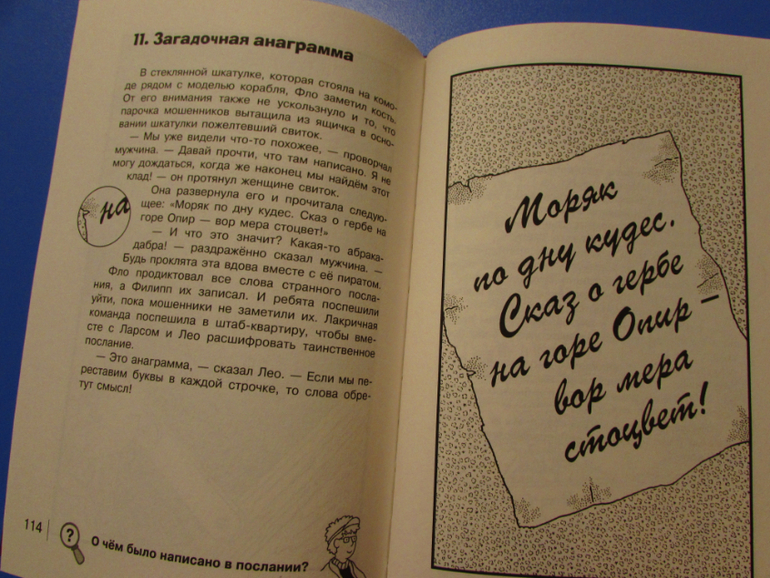 11. Загадочная анаграмма
В стеклянной шкатулке, которая стояла на комо-
де рядом с моделью корабля, Фло заметил кость.
От его внимания также не ускользнуло и то, что
парочка мошенников вытащила из ящичка в осно-
вании шкатулки пожелтевший свиток.
— Мы уже видели что-то похожее, — проворчал
мужчина. — Давай прочти, что там написано. Я не
могу дождаться, когда же наконец мы найдём этот
клад! — он протянул женщине свиток.
Она развернула его и прочитала следую-
щее: «Моряк по дну кудес. Сказ о гербе на
горе Опир — вор мера стоцвет!»
— И что это значит? Какая-то абрака-
дабра! — раздражённо сказал мужчина. —
Будь проклята эта вдова вместе с её пиратом.
Фло продиктовал все слова странного посла-
ния, а Филипп их записал. И ребята поспешили
уйти, пока мошенники не заметили их. Лакричная
команда поспешила в штаб-квартиру, чтобы вме-
сте с Ларсом и Лео расшифровать таинственное
послание.
— Это анаграмма, — сказал Лео. — Если мы пе-
реставим буквы в каждой строчке, то слова обре-
тут смысл!
на
114
?
О чём было написано в послании?
Моряк
по дну кудес.
Сказ о гербе
на горе Опир –
вор мера
стоцвет!